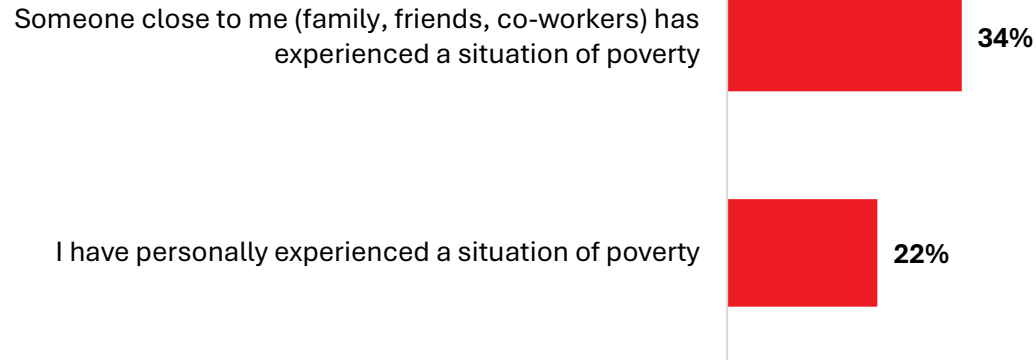 Someone close to me (family, friends, co-workers) has
experienced a situation of poverty
34%
I have personally experienced a situation of poverty
22%